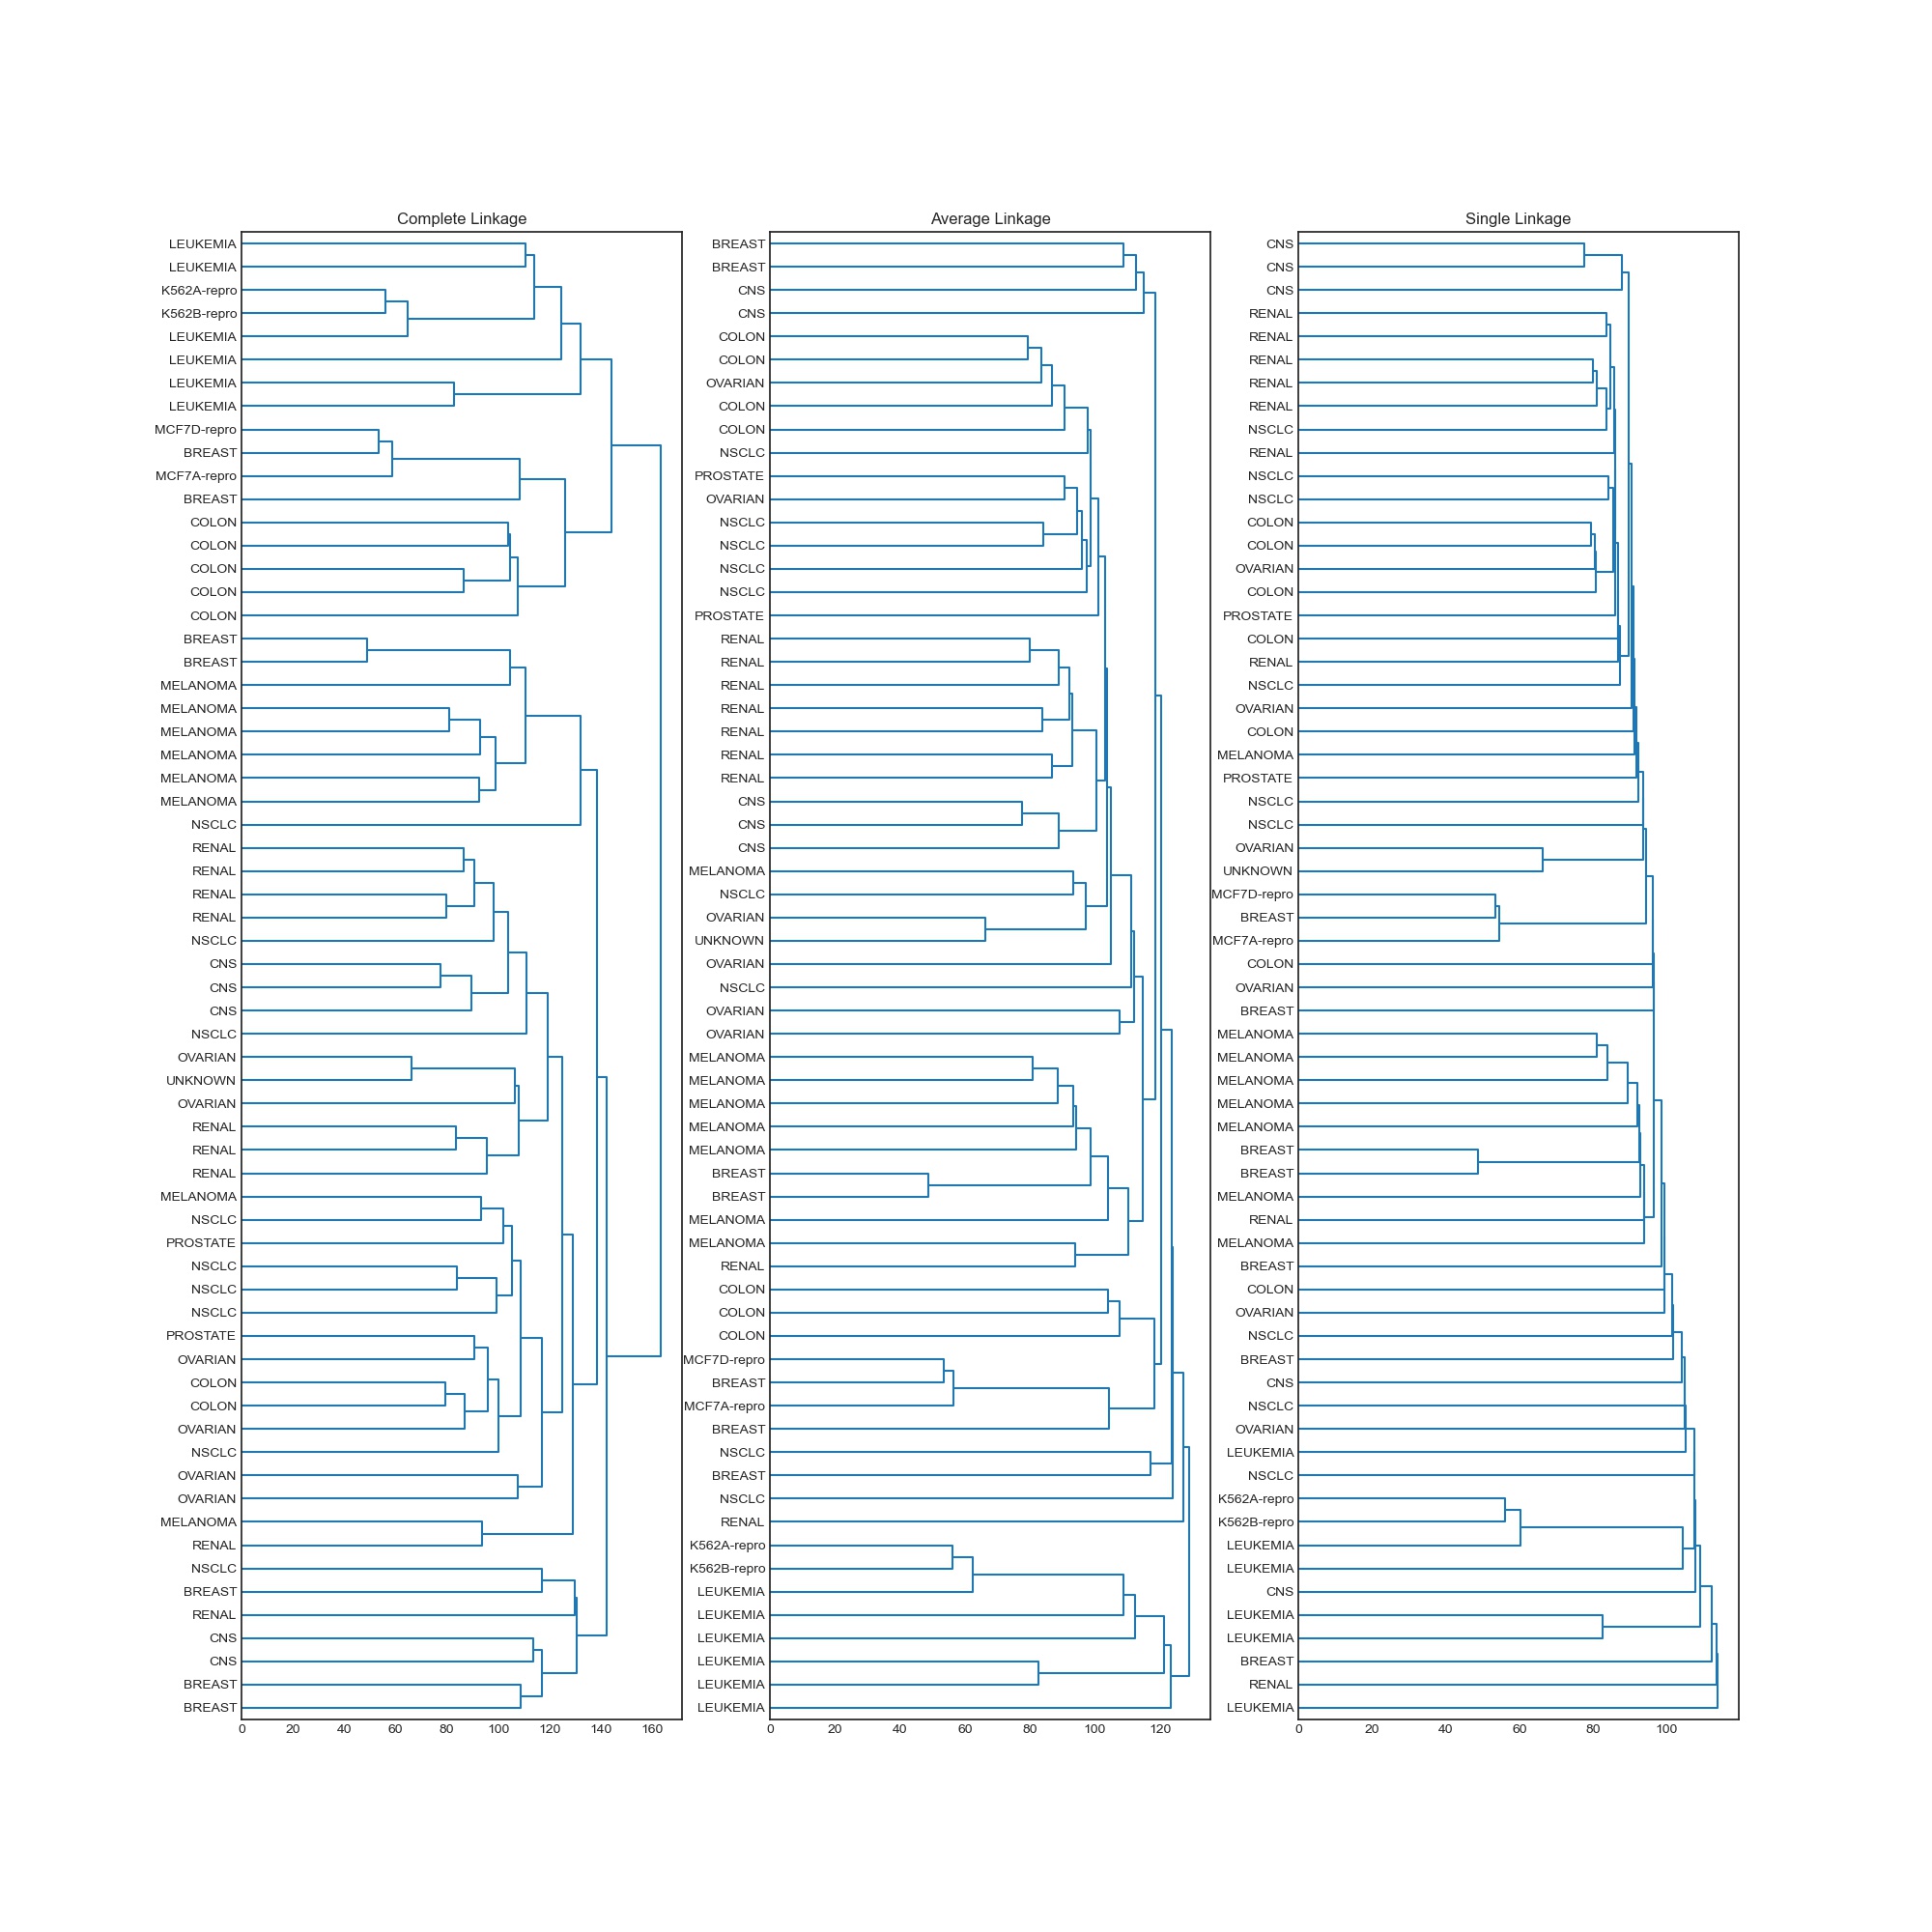 Complete Linkage
LEUKEMIA
LEUKEMIA
K562A-repro
K562B-repro
LEUKEMIA
LEUKEMIA
LEUKEMIA
LEUKEMIA
MCF7D-repro
BREAST
MCF7A-repro
BREAST
COLON
COLON
COLON
COLON
COLON
BREAST
BREAST
MELANOMA
MELANOMA
MELANOMA
MELANOMA
MELANOMA
MELANOMA
NSCLC
RENAL
RENAL
RENAL
RENAL
NSCLC
CNS
CNS
CNS
NSCLC
OVARIAN
UNKNOWN
OVARIAN
RENAL
RENAL
RENAL
MELANOMA
NSCLC
PROSTATE
NSCLC
NSCLC
NSCLC
PROSTATE
OVARIAN
COLON
COLON
OVARIAN
NSCLC
OVARIAN
OVARIAN
MELANOMA
RENAL
NSCLC
BREAST
RENAL
CNS
CNS
BREAST
BREAST
0 20 40 60 80 100 120 140 160
Average Linkage
BREAST
BREAST
CNS
CNS
COLON
COLON
OVARIAN
COLON
COLON
NSCLC
PROSTATE
OVARIAN
NSCLC
NSCLC
NSCLC
NSCLC
PROSTATE
RENAL
RENAL
RENAL
RENAL
RENAL
RENAL
RENAL
CNS
CNS
CNS
MELANOMA
NSCLC
OVARIAN
UNKNOWN
OVARIAN
NSCLC
OVARIAN
OVARIAN
MELANOMA
MELANOMA
MELANOMA
MELANOMA
MELANOMA
BREAST
BREAST
MELANOMA
MELANOMA
RENAL
COLON
COLON
COLON
MCF7D-repro
BREAST
MCF7A-repro
BREAST
NSCLC
BREAST
NSCLC
RENAL
K562A-repro
K562B-repro
LEUKEMIA
LEUKEMIA
LEUKEMIA
LEUKEMIA
LEUKEMIA
LEUKEMIA
0 20 40 60 80 100 120
Single Linkage
CNS
CNS
CNS
RENAL
RENAL
RENAL
RENAL
RENAL
NSCLC
RENAL
NSCLC
NSCLC
COLON
COLON
OVARIAN
COLON
PROSTATE
COLON
RENAL
NSCLC
OVARIAN
COLON
MELANOMA
PROSTATE
NSCLC
NSCLC
OVARIAN
UNKNOWN
MCF7D-repro
BREAST
MCF7A-repro
COLON
OVARIAN
BREAST
MELANOMA
MELANOMA
MELANOMA
MELANOMA
MELANOMA
BREAST
BREAST
MELANOMA
RENAL
MELANOMA
BREAST
COLON
OVARIAN
NSCLC
BREAST
CNS
NSCLC
OVARIAN
LEUKEMIA
NSCLC
K562A-repro
K562B-repro
LEUKEMIA
LEUKEMIA
CNS
LEUKEMIA
LEUKEMIA
BREAST
RENAL
LEUKEMIA
0 20 40 60 80 100